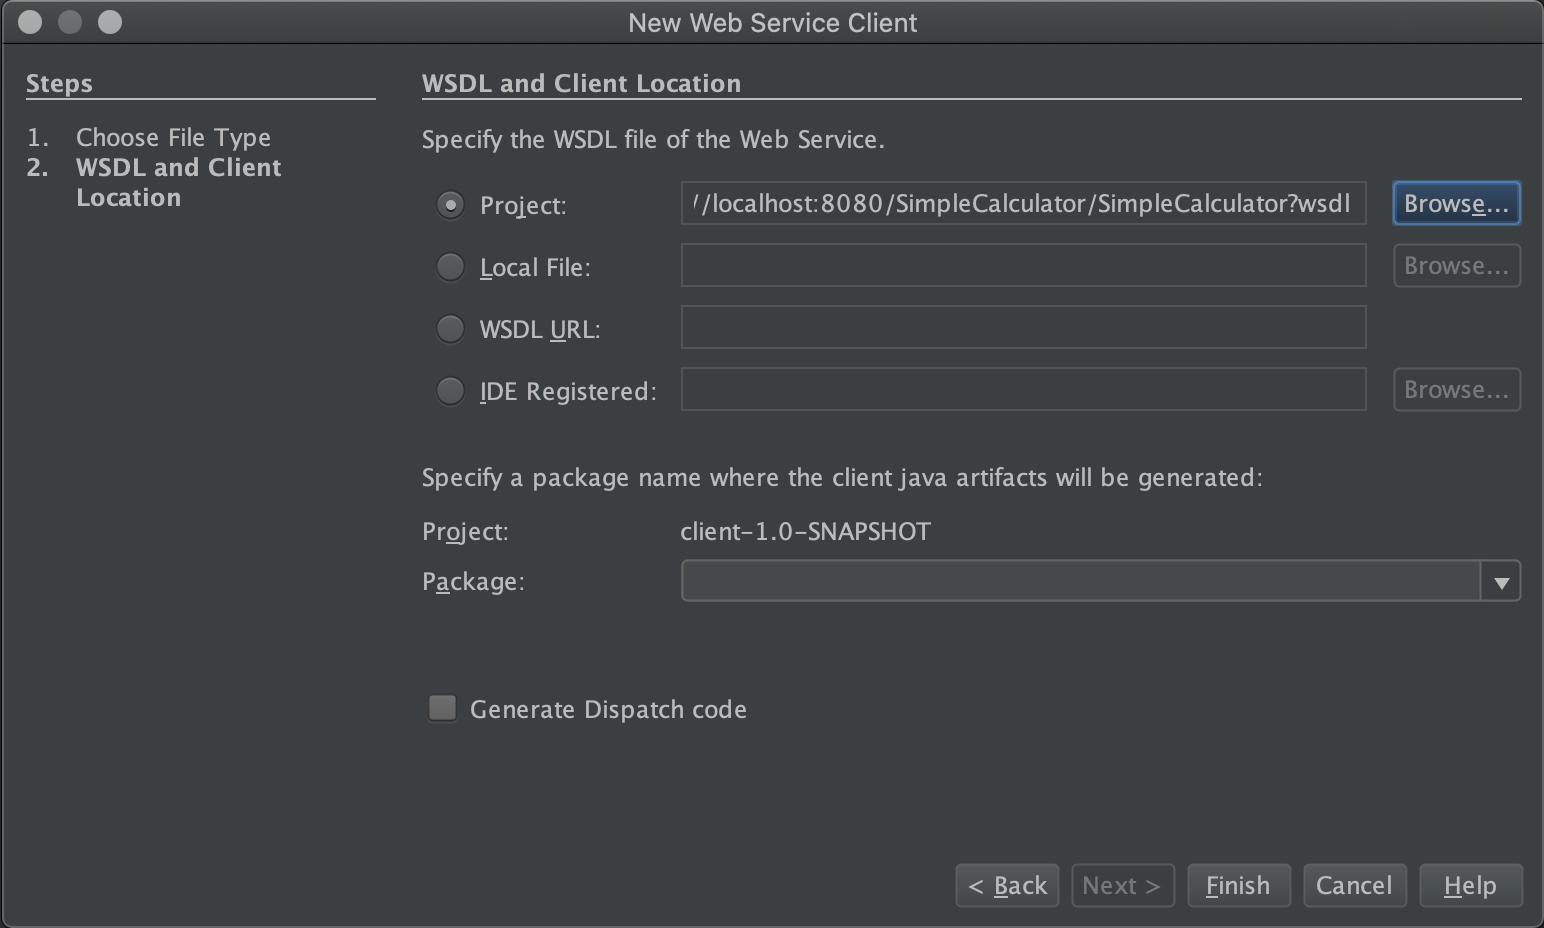 New Web Service Client
Steps
1. Choose File Type
2. WSDL and Client
Location
WSDL and Client Location
Specify the WSDL file of the Web Service.
Project: //localhost:8080/SimpleCalculator/SimpleCalculator?wsdl Browse...
Local File: Browse...
WSDL URL:
IDE Registered: Browse...
Specify a package name where the client java artifacts will be generated:
Project: client-1.0-SNAPSHOT
Package:
Generate Dispatch code
< Back Next > Finish Cancel Help